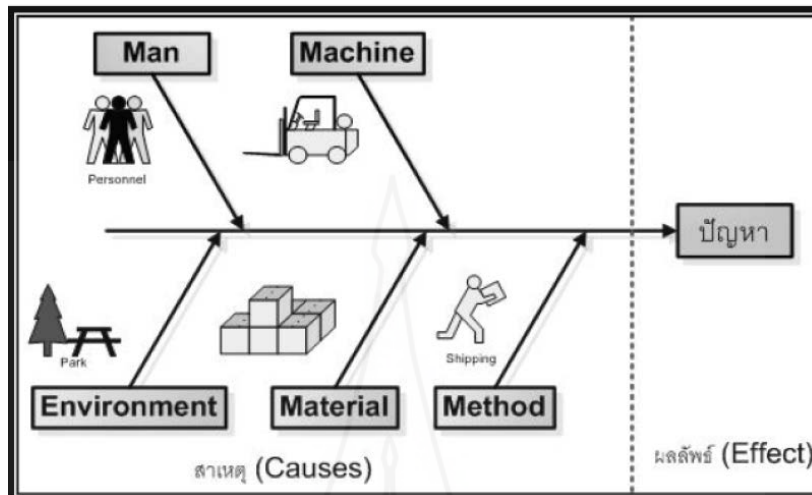 Man
Machine
Personnel
ปัญหา
Park
Shipping
Environment
Material
Method
สาเหตุ (Causes)
ผลลัพธ์ (Effect)